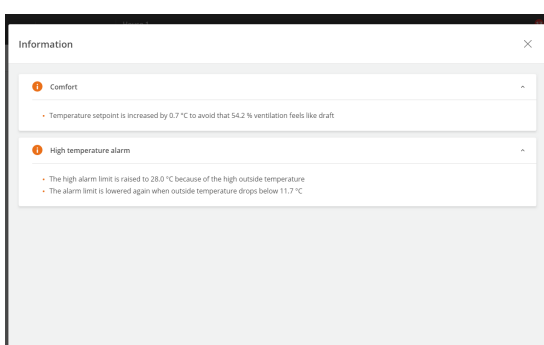 Information
Comfort
Temperature setpoint is increased by 0.7 °C to avoid that 54.2 % ventilation feels like draft
High temperature alarm
The high alarm limit is raised to 28.0 °C because of the high outside temperature
The alarm limit is lowered again when outside temperature drops below 11.7 °C